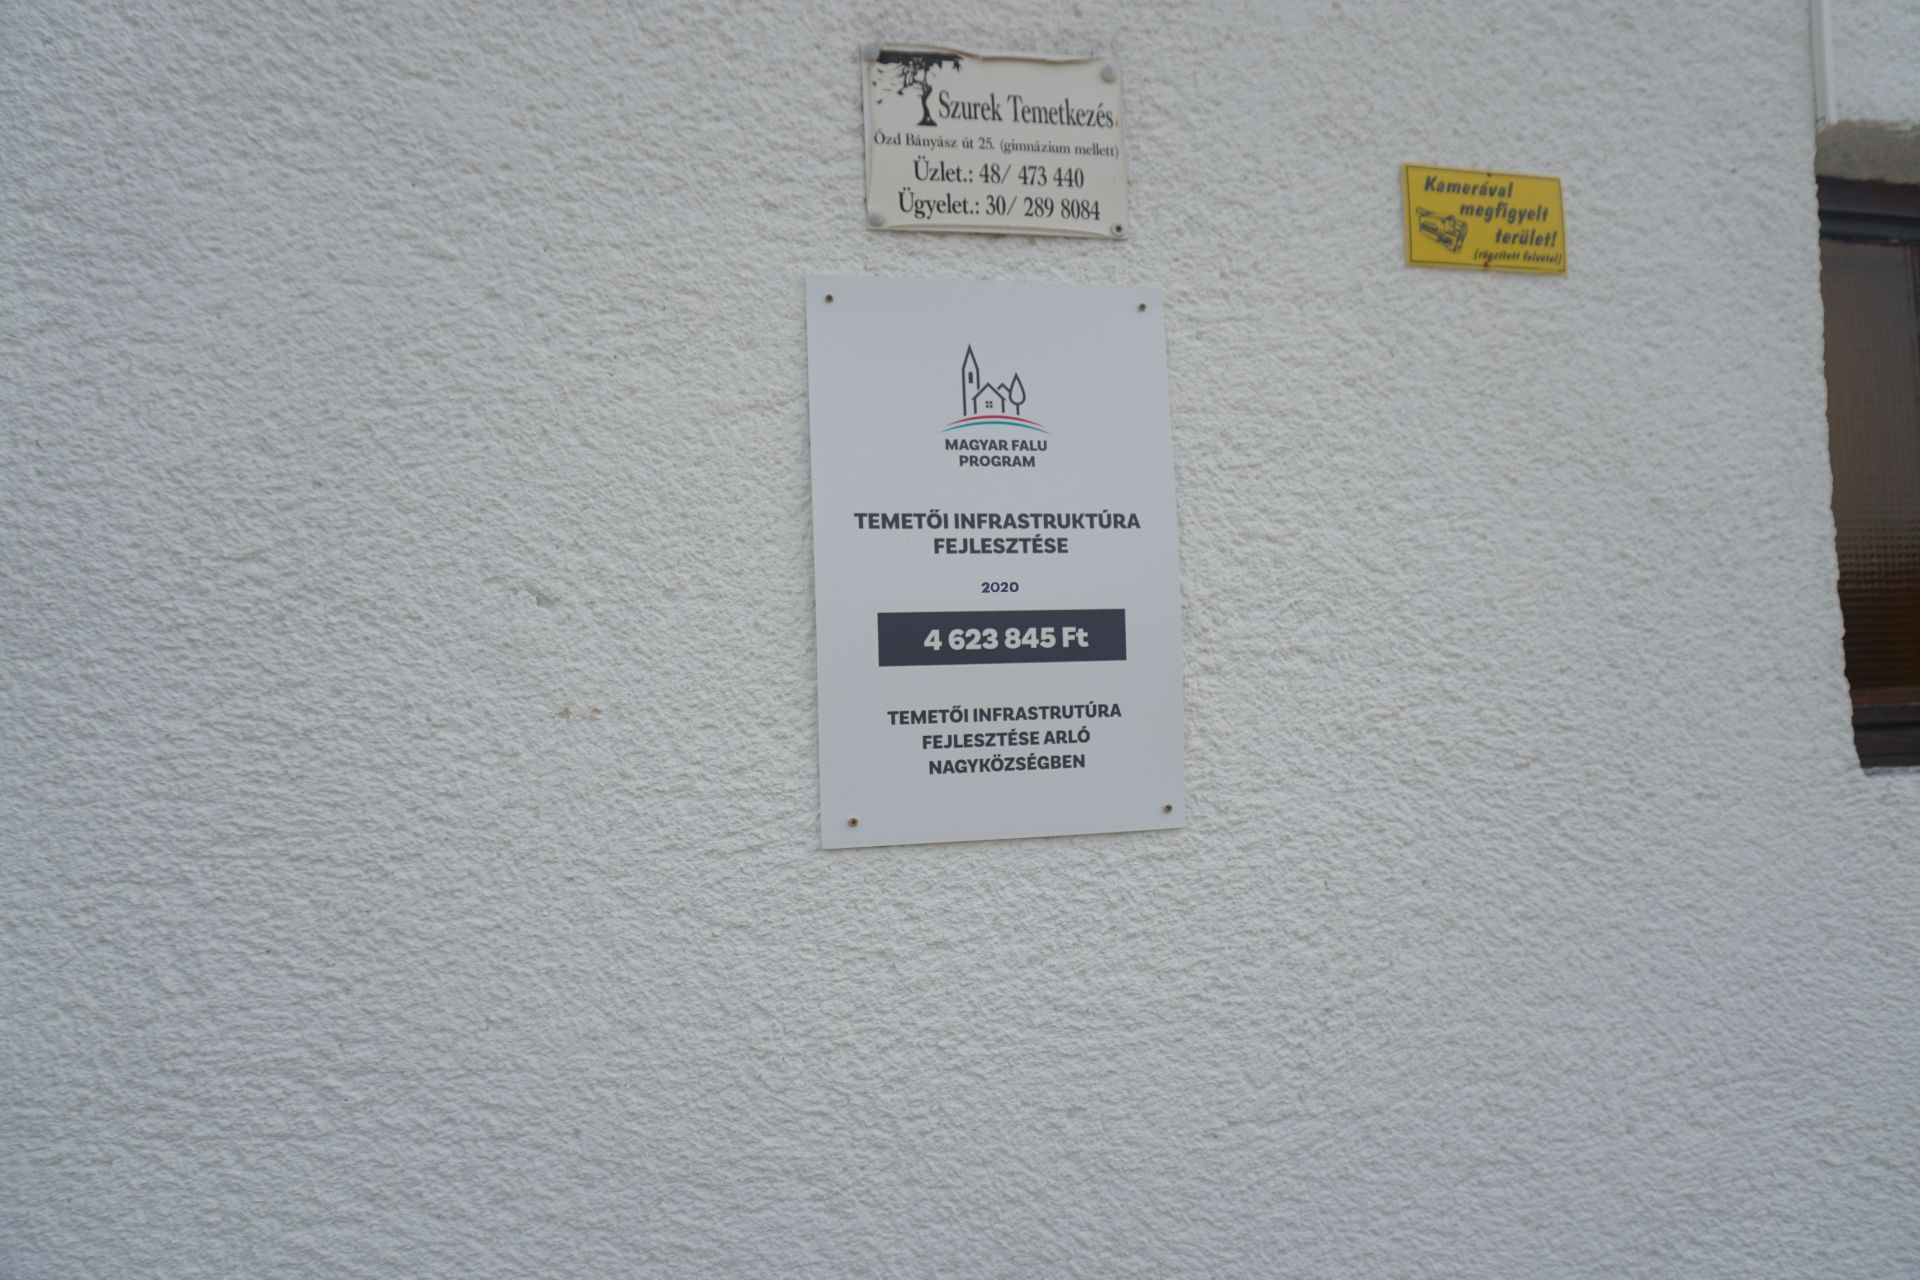 Szurek Temetkezés
Ózd Bányász út 25. (gimnázium mellett)
Üzlet.: 48/ 473 440
Ügyelet.: 30/ 289 8084
Kamerával
megfigyelt
terület!
(rögzített felvétel)
MAGYAR FALU
PROGRAM
TEMETŐI INFRASTRUKTÚRA
FEJLESZTÉSE
2020
4 623 845 Ft
TEMETŐI INFRASTRUTÚRA
FEJLESZTÉSE ARLÓ
NAGYKÖZSÉGBEN